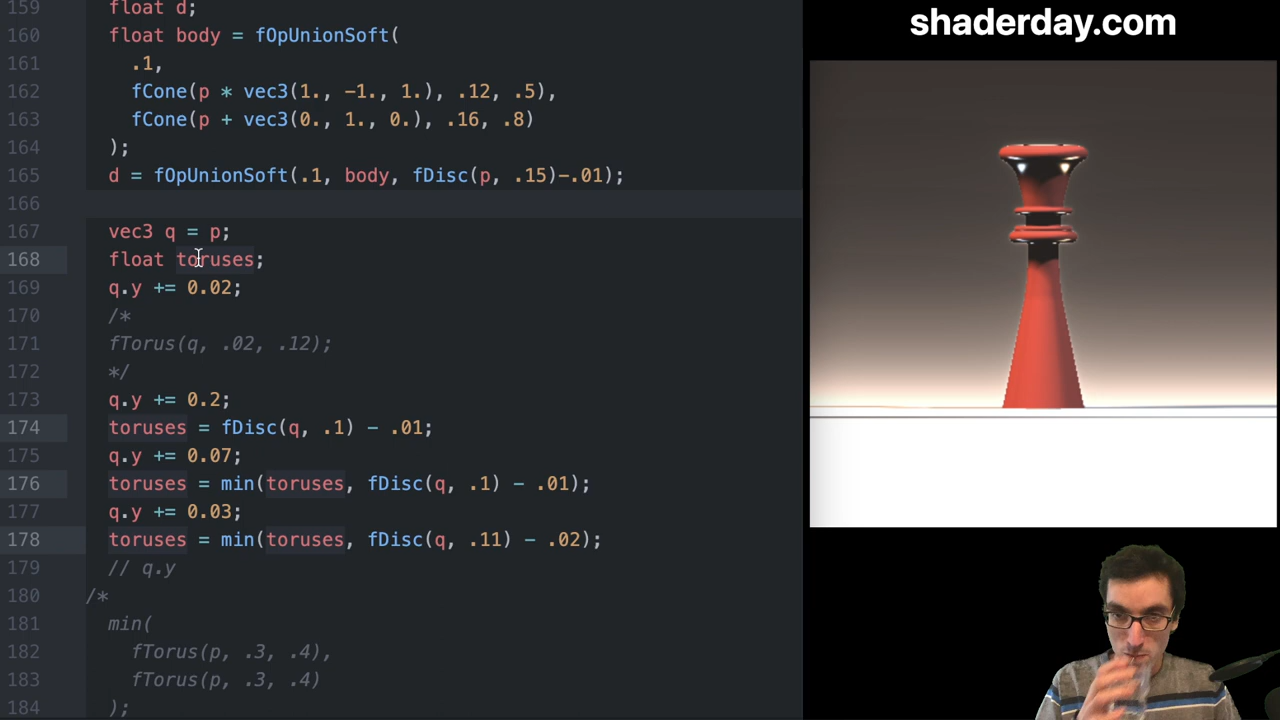 159 float d;
160 float body = fOpUnionSoft(
161 .1,
162 fCone(p * vec3(1., -1., 1.), .12, .5),
163 fCone(p + vec3(0., 1., 0.), .16, .8)
164 );
165 d = fOpUnionSoft(.1, body, fDisc(p, .15)-.01);
166
167 vec3 q = p;
168 float toruses;
169 q.y += 0.02;
170 /*
171 fTorus(q, .02, .12);
172 */
173 q.y += 0.2;
174 toruses = fDisc(q, .1) - .01;
175 q.y += 0.07;
176 toruses = min(toruses, fDisc(q, .1) - .01);
177 q.y += 0.03;
178 toruses = min(toruses, fDisc(q, .11) - .02);
179 // q.y
180 /*
181 min(
182 fTorus(p, .3, .4),
183 fTorus(p, .3, .4)
184 );
shaderday.com